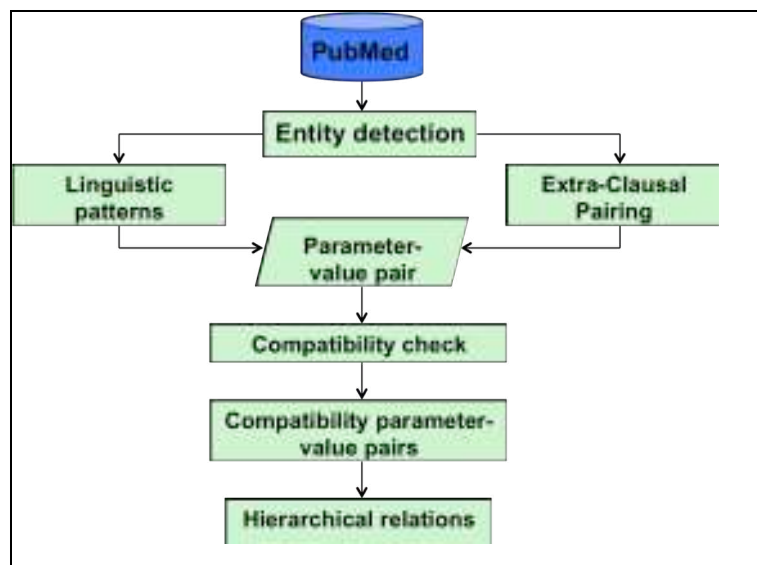 PubMed
Entity detection
Linguistic
patterns
Extra-Clausal
Pairing
Parameter-
value pair
Compatibility check
Compatibility parameter-
value pairs
Hierarchical relations